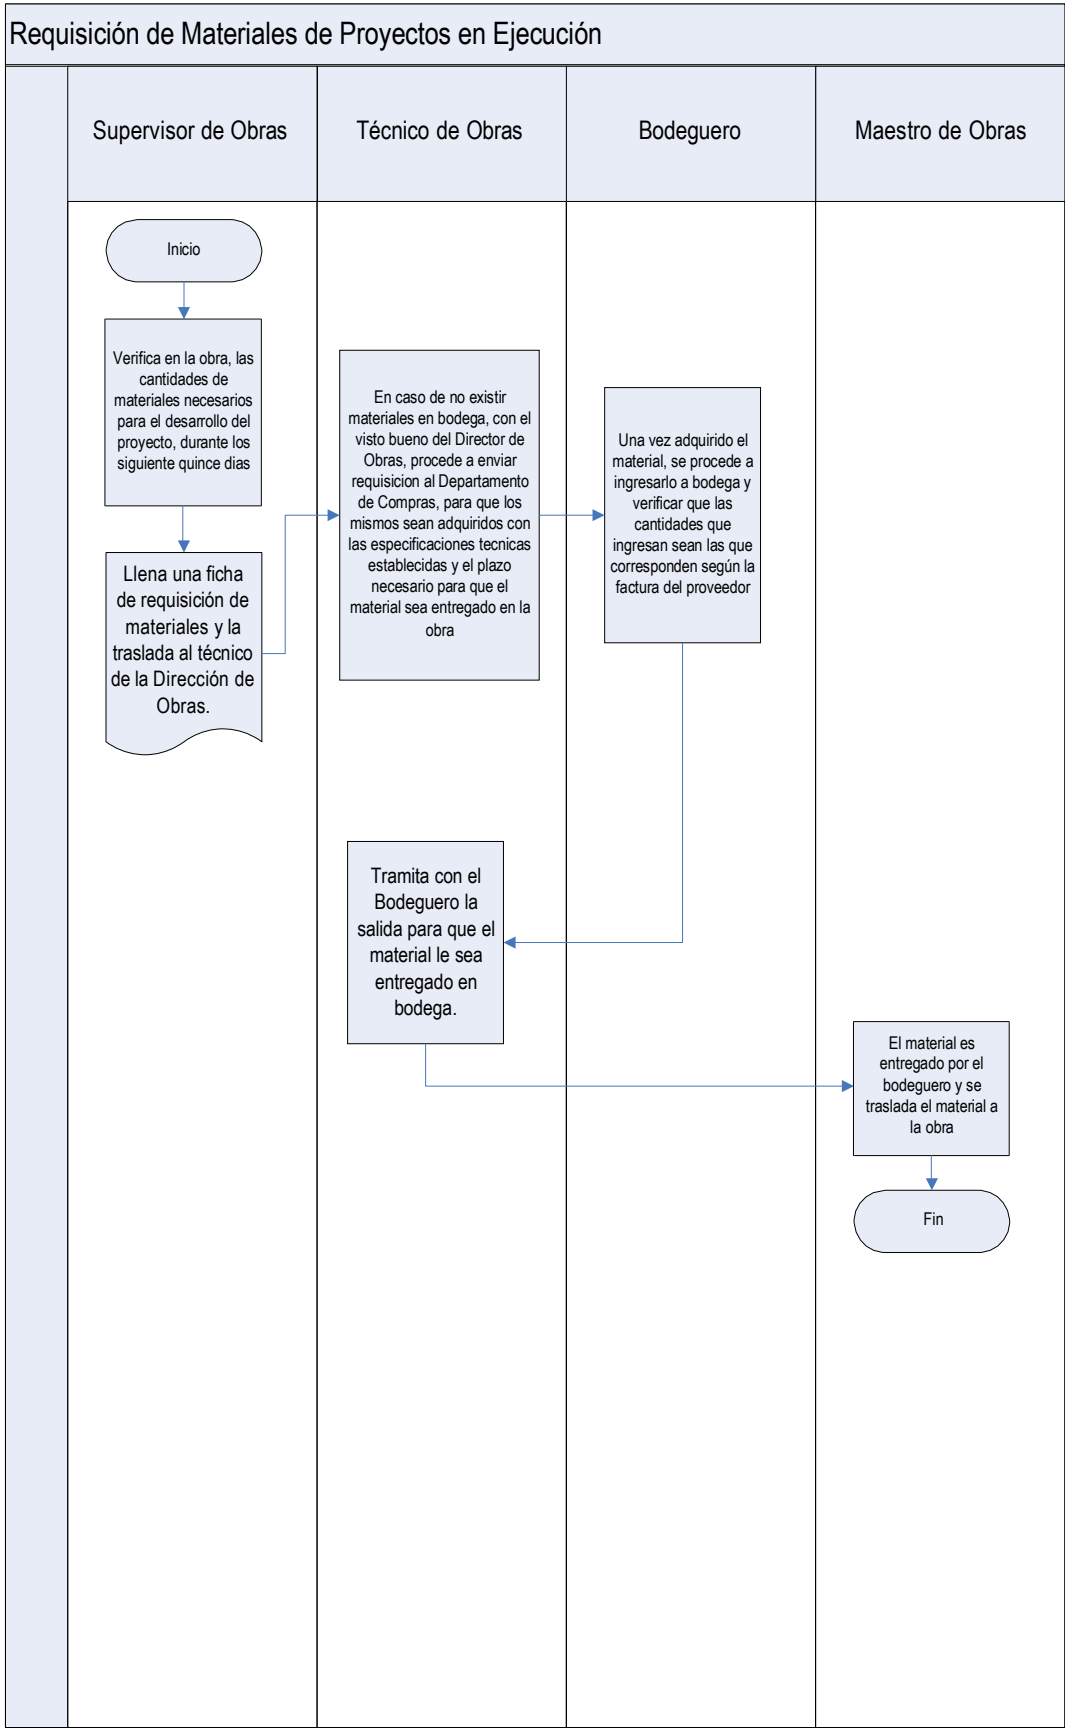 Requisición de Materiales de Proyectos en Ejecución
Supervisor de Obras
Técnico de Obras
Bodeguero
Maestro de Obras
Inicio
Verifica en la obra, las
cantidades de
materiales necesarios
para el desarrollo del
proyecto, durante los
siguiente quince dias
Llena una ficha
de requisición de
materiales y la
traslada al técnico
de la Dirección de
Obras.
En caso de no existir
materiales en bodega, con el
visto bueno del Director de
Obras, procede a enviar
requisicion al Departamento
de Compras, para que los
mismos sean adquiridos con
las especificaciones tecnicas
establecidas y el plazo
necesario para que el
material sea entregado en la
obra
Una vez adquirido el
material, se procede a
ingresarlo a bodega y
verificar que las
cantidades que
ingresan sean las que
corresponden según la
factura del proveedor
Tramita con el
Bodeguero la
salida para que el
material le sea
entregado en
bodega.
El material es
entregado por el
bodeguero y se
traslada el material a
la obra
Fin